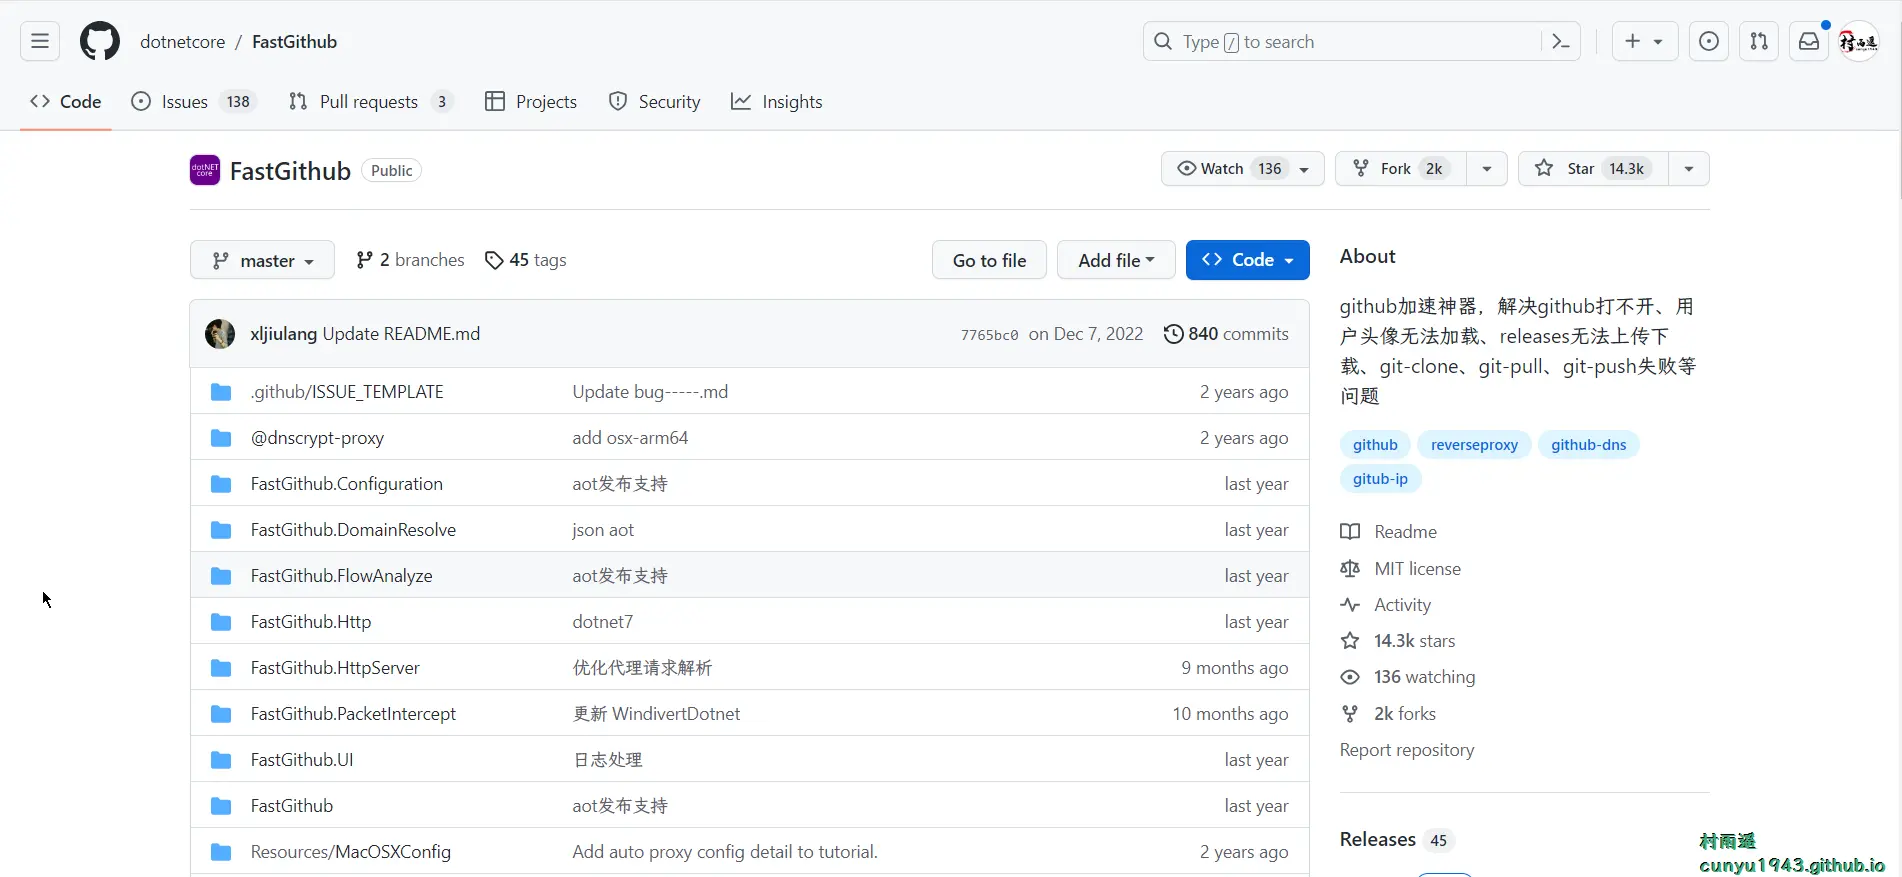 dotnetcore / FastGithub
Type / to search
村雨遥
Code
Issues 138
Pull requests 3
Projects
Security
Insights
dotNET
core
FastGithub Public
Watch 136
Fork 2k
Star 14.3k
master
2 branches
45 tags
Go to file
Add file
Code
xljiulang Update README.md 7765bc0 on Dec 7, 2022 840 commits
.github/ISSUE_TEMPLATE Update bug-----.md 2 years ago
@dnscrypt-proxy add osx-arm64 2 years ago
FastGithub.Configuration aot发布支持 last year
FastGithub.DomainResolve json aot last year
FastGithub.FlowAnalyze aot发布支持 last year
FastGithub.Http dotnet7 last year
FastGithub.HttpServer 优化代理请求解析 9 months ago
FastGithub.PacketIntercept 更新 WindivertDotnet 10 months ago
FastGithub.UI 日志处理 last year
FastGithub aot发布支持 last year
Resources/MacOSXConfig Add auto proxy config detail to tutorial. 2 years ago
About
github加速神器，解决github打不开、用
户头像无法加载、releases无法上传下
载、git-clone、git-pull、git-push失败等
问题
github reverseproxy github-dns
gitub-ip
Readme
MIT license
Activity
14.3k stars
136 watching
2k forks
Report repository
Releases 45
村雨遥
cunyu1943.github.io